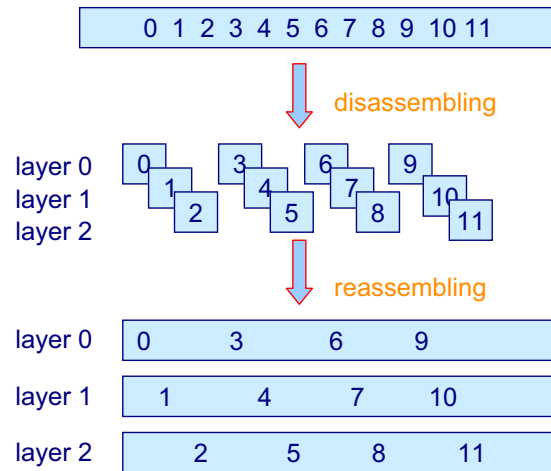 0 1 2 3 4 5 6 7 8 9 10 11
disassembling
layer 0 0 3 6 9
layer 1 1 4 7 10
layer 2 2 5 8 11
reassembling
layer 0 0 3 6 9
layer 1 1 4 7 10
layer 2 2 5 8 11